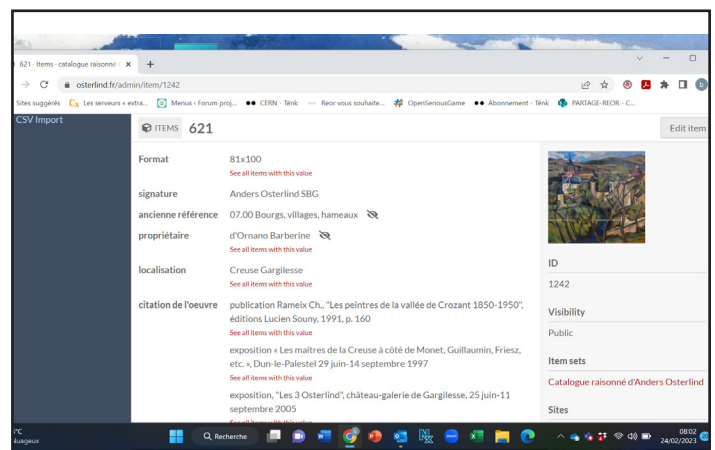 621 - Items - catalogue raisonné
osterlind.fr/admin/item/1242
Sites suggérés Les serveurs « extra... Menus ‹ Forum proj... CERN - Tënk Reor vous souhaite... OpenSeriousGame Abonnement - Tënk PARTAGE-REOR - C...
CSV Import
ITEMS 621
Edit item
Format 81x100
See all items with this value
signature Anders Osterlind SBG
ancienne référence 07,00 Bourgs, villages, hameaux
propriétaire d'Ornano Barberine
See all items with this value
localisation Creuse Gargilesse
See all items with this value
citation de l'oeuvre publication Rameix Ch., "Les peintres de la vallée de Crozant 1850-1950",
éditions Lucien Souny, 1991, p. 160
See all items with this value
exposition « Les maîtres de la Creuse à côté de Monet, Guillaumin, Friesz,
etc. », Dun-le-Palestel 29 juin-14 septembre 1997
See all items with this value
exposition, "Les 3 Osterlind", château-galerie de Gargilesse, 25 juin-11
septembre 2005
See all items with this value
ID
1242
Visibility
Public
Item sets
Catalogue raisonné d'Anders Osterlind
Sites
°C
Nuageux
Recherche
08:02
24/02/2023